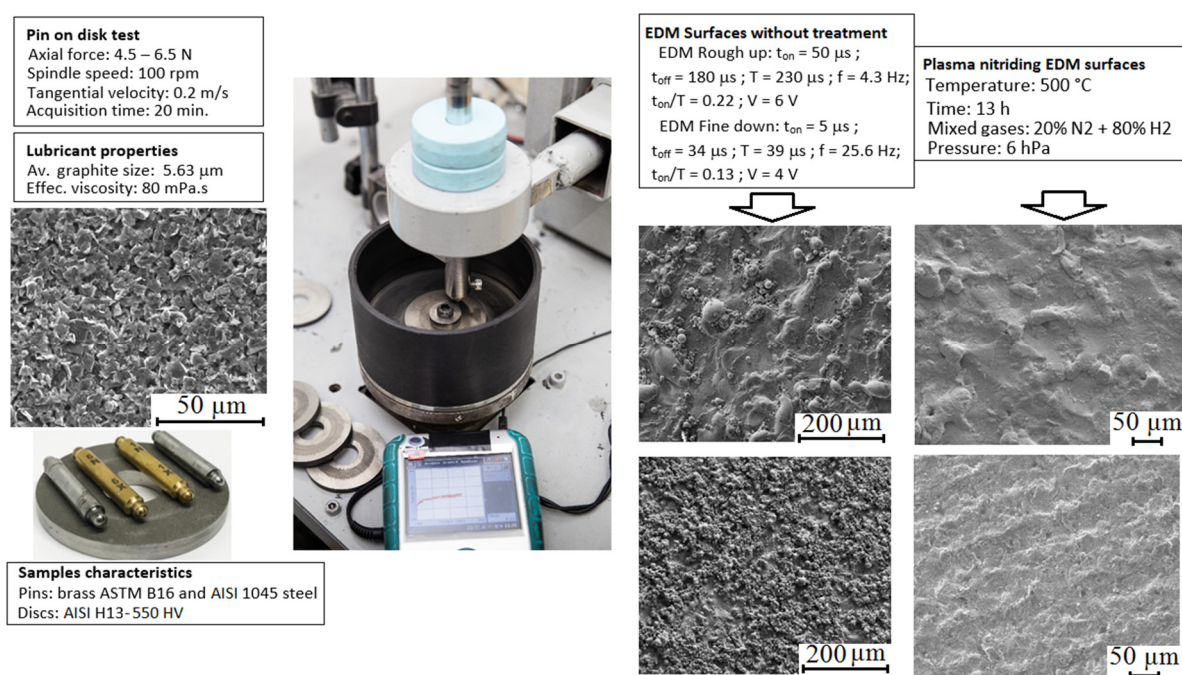 Pin on disk test
Axial force: 4.5 – 6.5 N
Spindle speed: 100 rpm
Tangential velocity: 0.2 m/s
Acquisition time: 20 min.
Lubricant properties
Av. graphite size: 5.63 µm
Effec. viscosity: 80 mPa.s
50 µm
Samples characteristics
Pins: brass ASTM B16 and AISI 1045 steel
Discs: AISI H13-550 HV
EDM Surfaces without treatment
EDM Rough up: ton = 50 µs ;
toff = 180 µs ; T = 230 µs ; f = 4.3 Hz;
ton/T = 0.22 ; V = 6 V
EDM Fine down: ton = 5 µs ;
toff = 34 µs ; T = 39 µs ; f = 25.6 Hz;
ton/T = 0.13 ; V = 4 V
Plasma nitriding EDM surfaces
Temperature: 500 °C
Time: 13 h
Mixed gases: 20% N2 + 80% H2
Pressure: 6 hPa
200 µm
50 µm
200 µm
50 µm